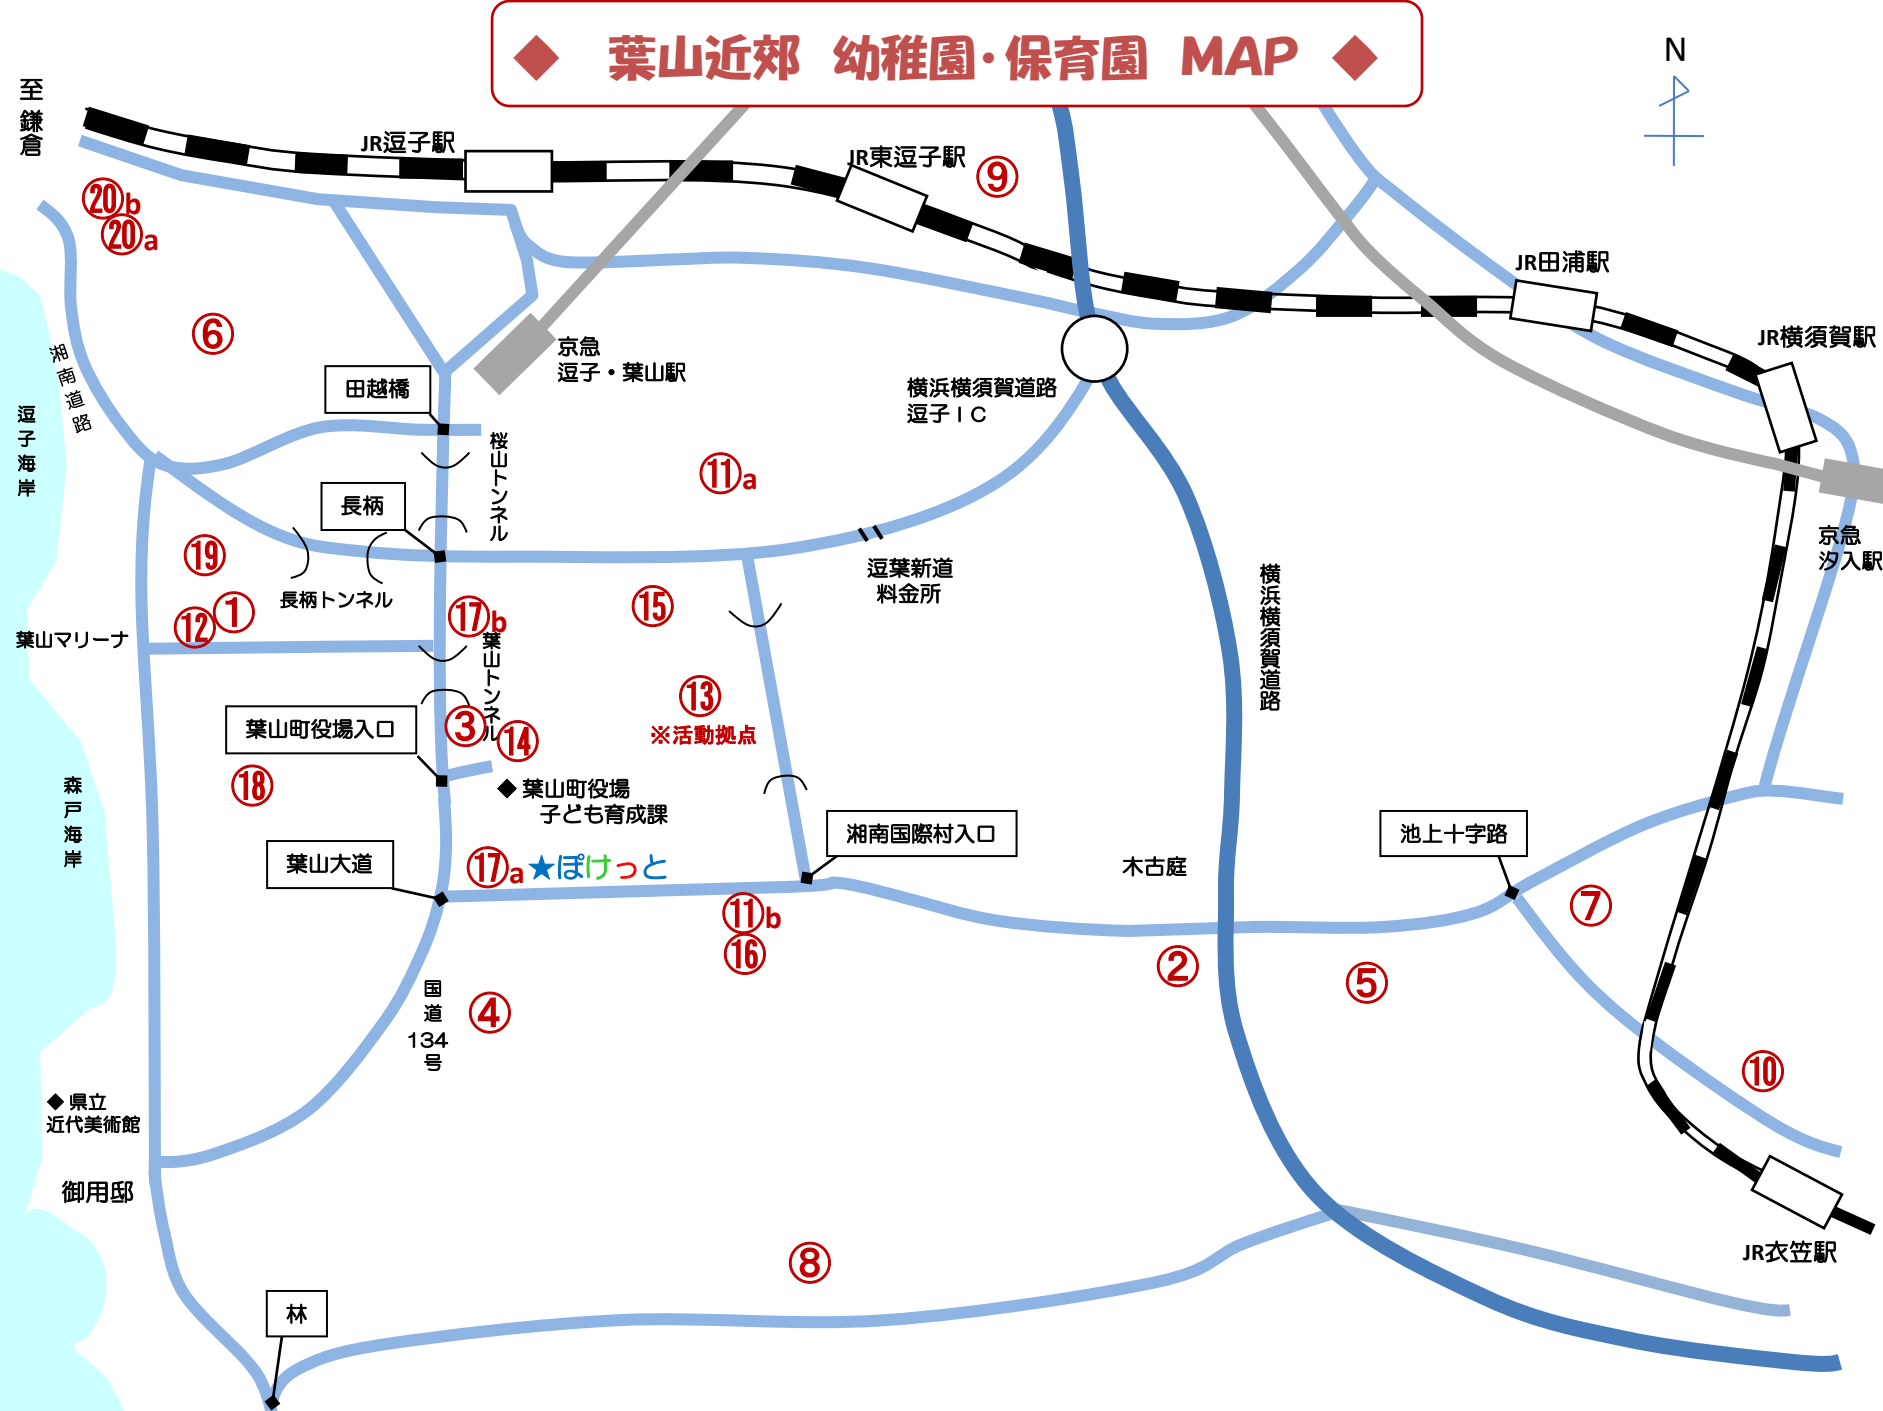 ◆ 葉山近郊 幼稚園・保育園 MAP ◆
N
至鎌倉
JR逗子駅
JR東逗子駅
⑨
⑳b
⑳a
JR田浦駅
⑥
JR横須賀駅
湘南道路
京急
逗子・葉山駅
田越橋
横浜横須賀道路
逗子IC
逗子海岸
桜山トンネル
⑪a
長柄
京急
汐入駅
⑲
逗葉新道
料金所
横浜横須賀道路
長柄トンネル
①
⑫
⑰b
⑮
葉山マリーナ
葉山トンネル
⑬
※活動拠点
葉山町役場入口
③
⑭
⑱
◆葉山町役場
子ども育成課
森戸海岸
湘南国際村入口
池上十字路
葉山大道
⑰a
★ぽけっと
木古庭
⑪b
⑯
⑦
②
⑤
国道
134
号
④
⑩
◆県立
近代美術館
御用邸
⑧
JR衣笠駅
林